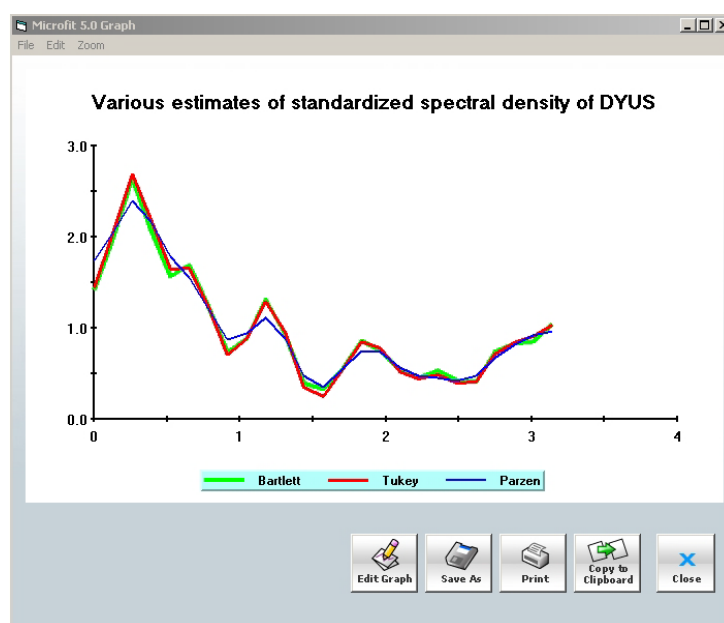 Microfit 5.0 Graph
File Edit Zoom
Various estimates of standardized spectral density of DYUS
3.0
2.0
1.0
0.0
0 1 2 3 4
Bartlett Tukey Parzen
Edit Graph
Save As
Print
Copy to
Clipboard
Close